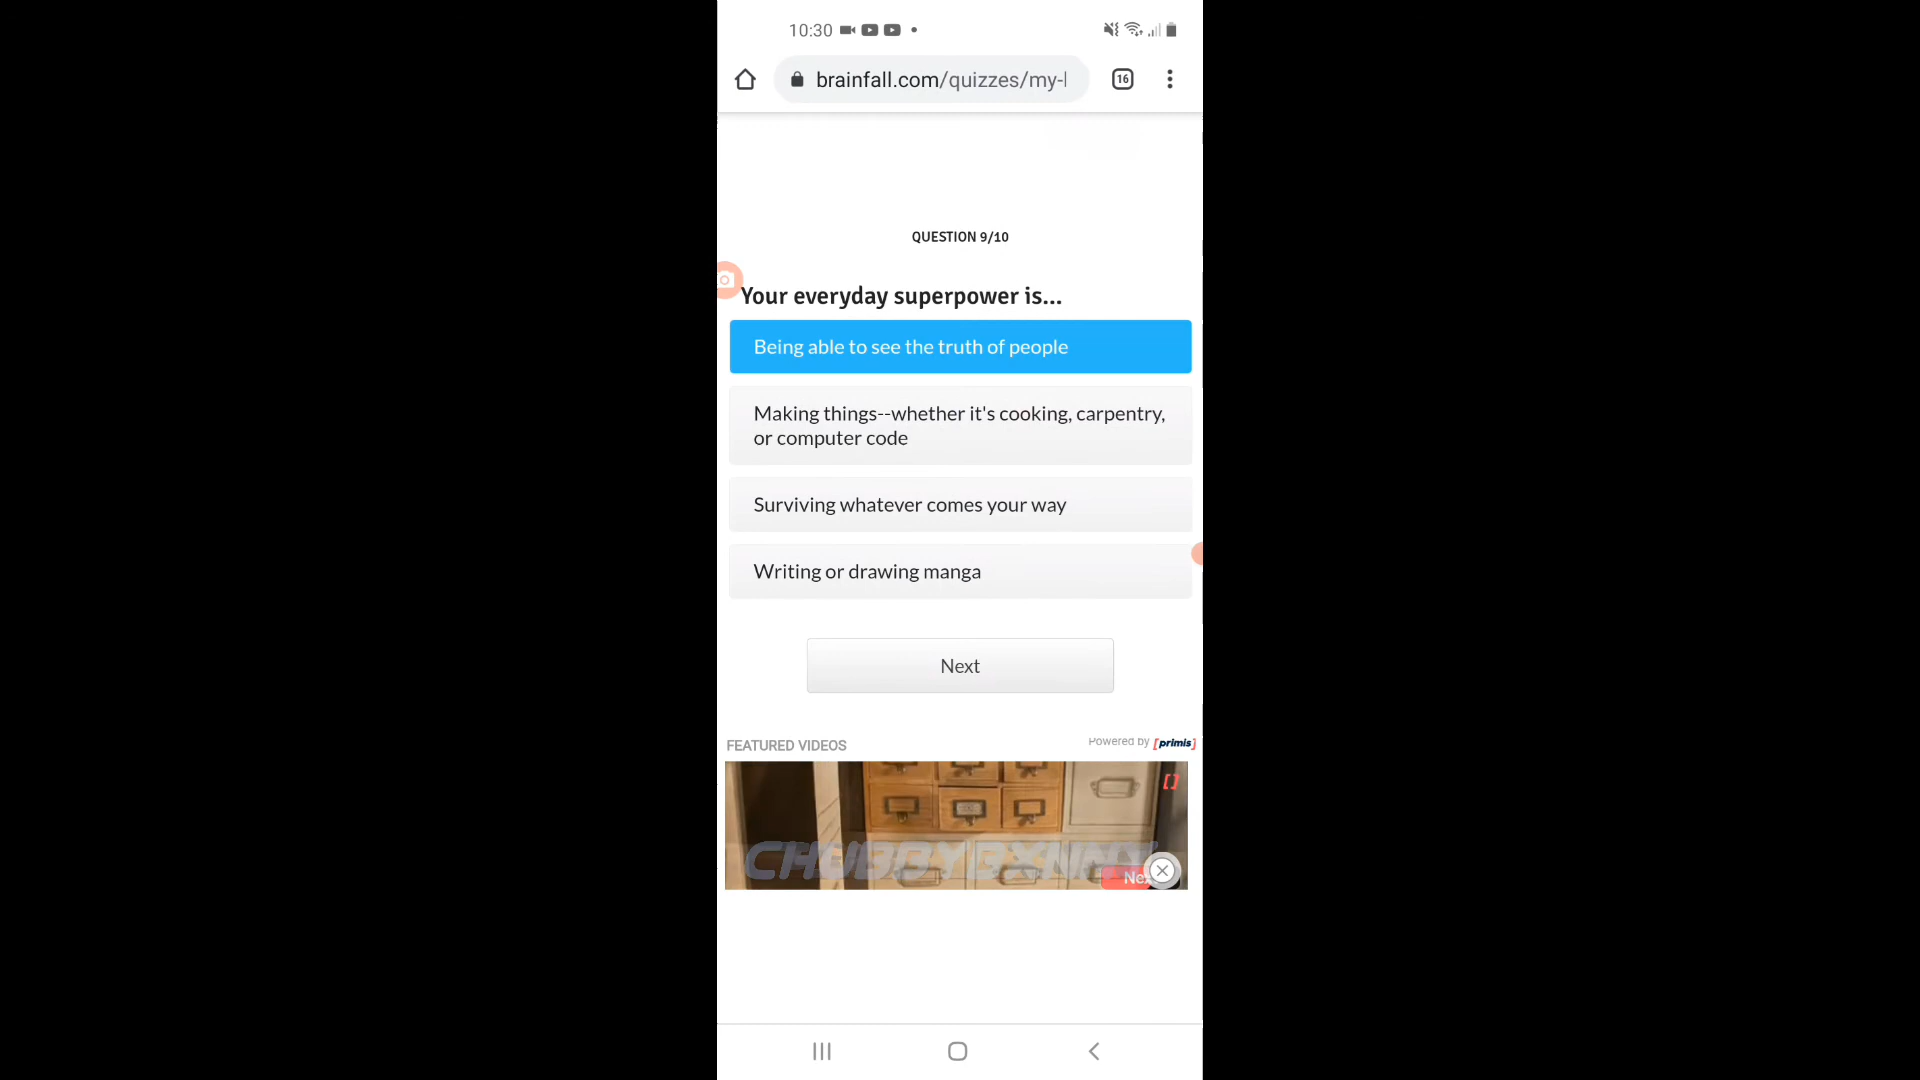 10:30
brainfall.com/quizzes/my-
16
QUESTION 9/10
Your everyday superpower is...
Being able to see the truth of people
Making things--whether it's cooking, carpentry,
or computer code
Surviving whatever comes your way
Writing or drawing manga
Next
FEATURED VIDEOS
Powered by [primis]
CHUBBYBXNNY